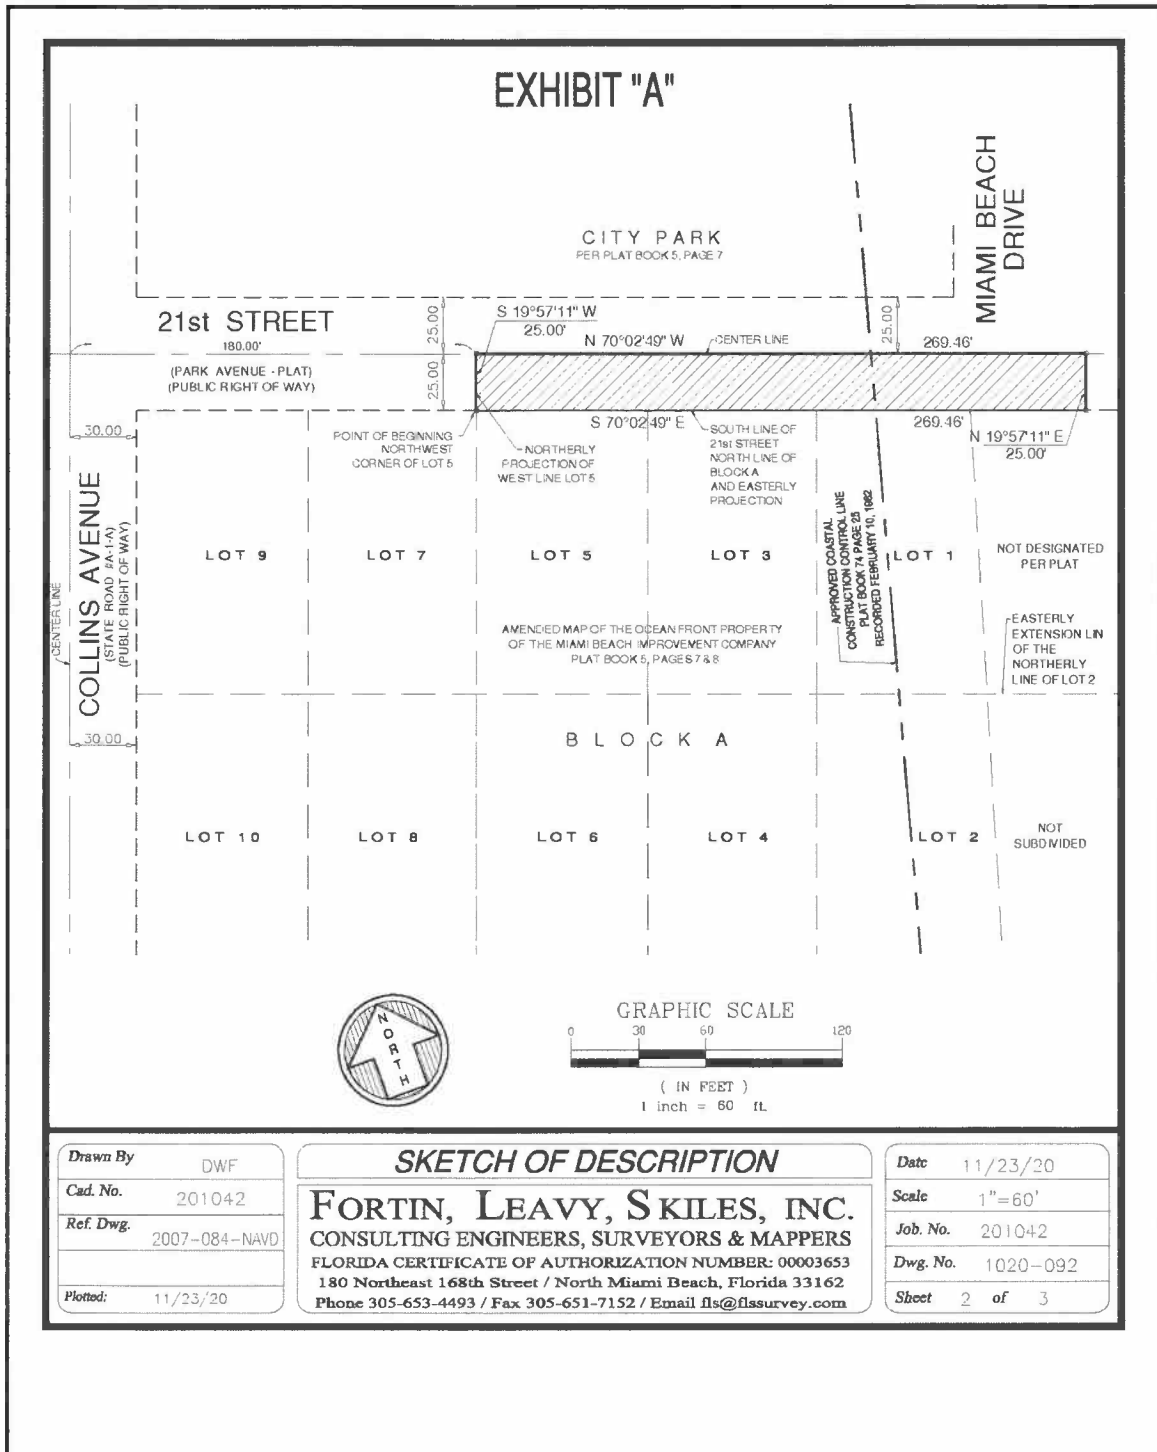 EXHIBIT "A"
MIAMI BEACH
DRIVE
CITY PARK
PER PLAT BOOK 5, PAGE 7
21st STREET
180.00'
(PARK AVENUE - PLAT)
(PUBLIC RIGHT OF WAY)
25.00
25.00
S 19°57'11" W
25.00'
N 70°02'49" W
CENTER LINE
25.00
269.46'
S 70°02'49" E
269.46'
N 19°57'11" E
25.00'
30.00
POINT OF BEGINNING
NORTHWEST
CORNER OF LOT 5
NORTHERLY
PROJECTION OF
WEST LINE LOT 5
SOUTH LINE OF
21st STREET
NORTH LINE OF
BLOCK A
AND EASTERLY
PROJECTION
CENTER LINE
COLLINS AVENUE
(STATE ROAD #A-1-A)
(PUBLIC RIGHT OF WAY)
LOT 9
LOT 7
LOT 5
LOT 3
APPROVED COASTAL
CONSTRUCTION CONTROL LINE
PLAT BOOK 74 PAGE 25
RECORDED FEBRUARY 10, 1982
LOT 1
NOT DESIGNATED
PER PLAT
AMENDED MAP OF THE OCEAN FRONT PROPERTY
OF THE MIAMI BEACH IMPROVEMENT COMPANY
PLAT BOOK 5, PAGES 7 & 8
EASTERLY
EXTENSION LIN
OF THE
NORTHERLY
LINE OF LOT 2
30.00
BLOCK A
LOT 10
LOT 8
LOT 6
LOT 4
LOT 2
NOT
SUBDIVIDED
NORTH
GRAPHIC SCALE
0 30 60 120
( IN FEET )
1 inch = 60 ft.
Drawn By DWF
Cad. No. 201042
Ref. Dwg. 2007-084-NAVD
Plotted: 11/23/20
SKETCH OF DESCRIPTION
FORTIN, LEAVY, SKILES, INC.
CONSULTING ENGINEERS, SURVEYORS & MAPPERS
FLORIDA CERTIFICATE OF AUTHORIZATION NUMBER: 00003653
180 Northeast 168th Street / North Miami Beach, Florida 33162
Phone 305-653-4493 / Fax 305-651-7152 / Email fls@flssurvey.com
Date 11/23/20
Scale 1"=60'
Job. No. 201042
Dwg. No. 1020-092
Sheet 2 of 3